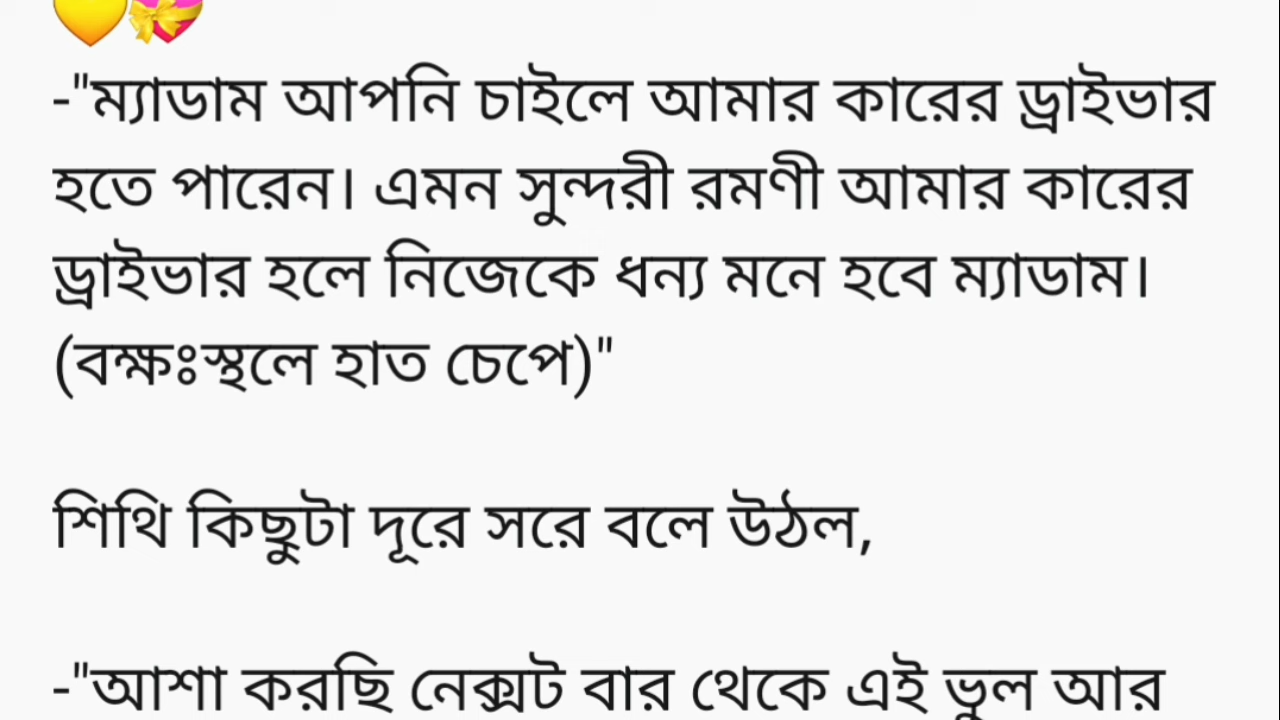 -"ম্যাডাম আপনি চাইলে আমার কারের ড্রাইভার
হতে পারেন। এমন সুন্দরী রমণী আমার কারের
ড্রাইভার হলে নিজেকে ধন্য মনে হবে ম্যাডাম।
(বক্ষঃস্থলে হাত চেপে)"
শিথি কিছুটা দূরে সরে বলে উঠল,
-"আশা করছি নেক্সট বার থেকে এই ভুল আর